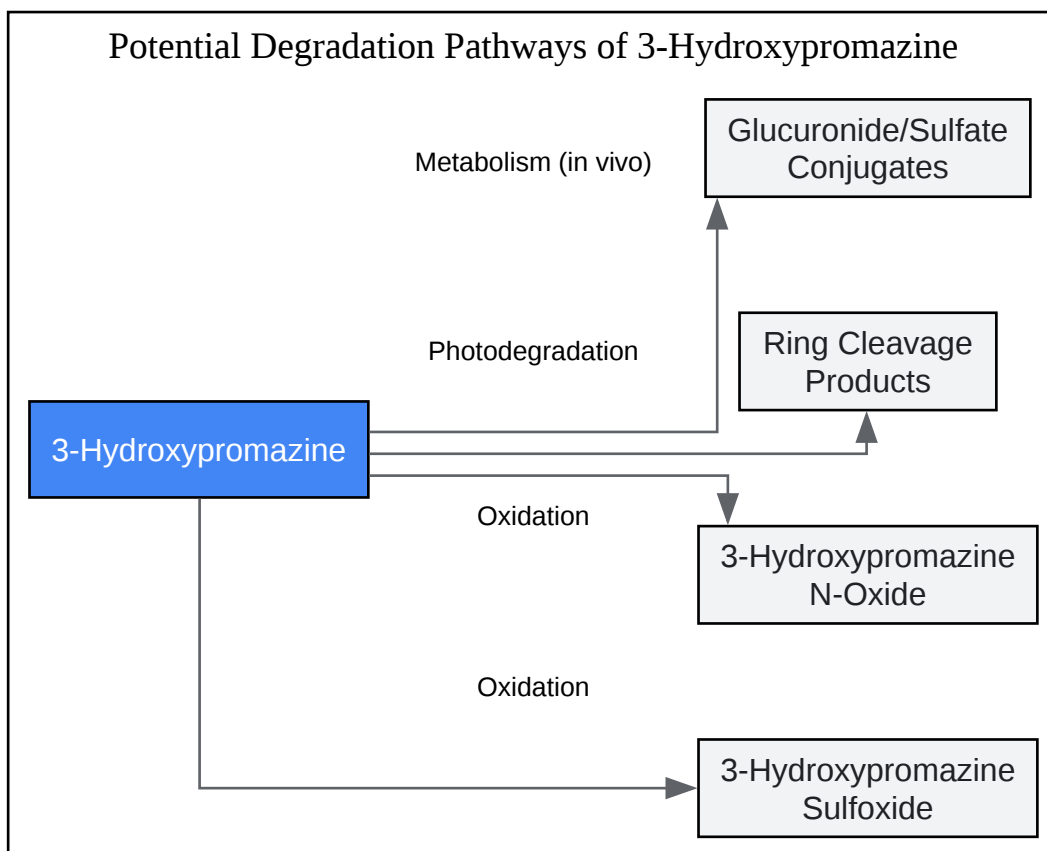 Potential Degradation Pathways of 3-Hydroxypromazine
Glucuronide/Sulfate
Conjugates
Metabolism (in vivo)
Ring Cleavage
Products
Photodegradation
3-Hydroxypromazine
Oxidation
3-Hydroxypromazine
N-Oxide
Oxidation
3-Hydroxypromazine
Sulfoxide